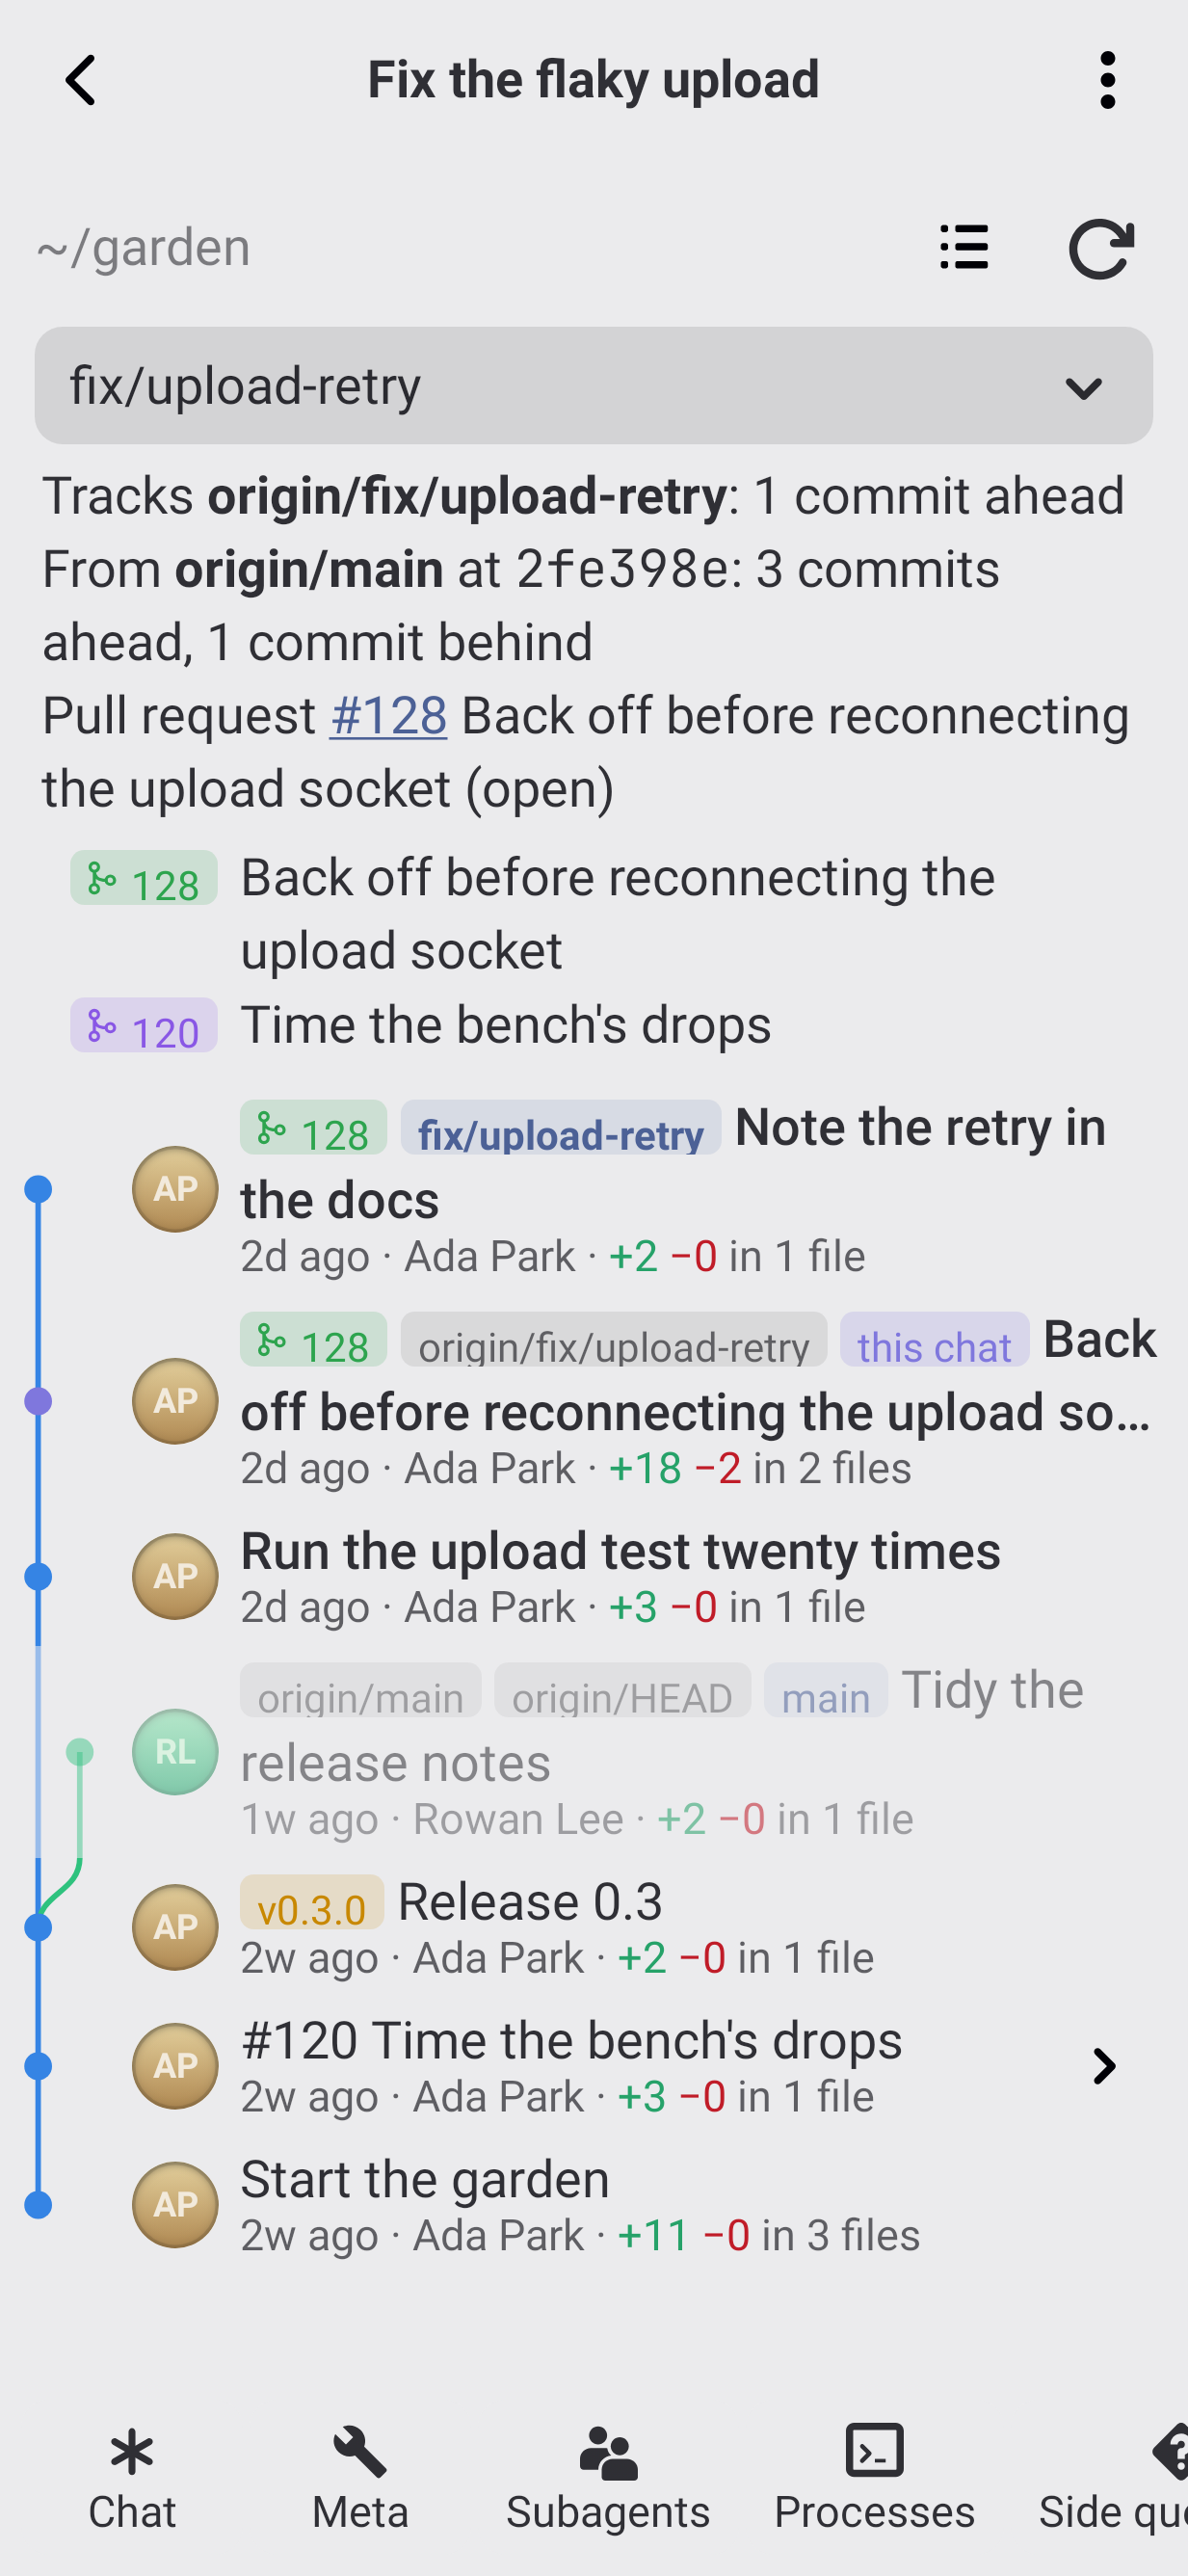 Fix the flaky upload
~/garden
fix/upload-retry
Tracks origin/fix/upload-retry: 1 commit ahead
From origin/main at 2fe398e: 3 commits
ahead, 1 commit behind
Pull request #128 Back off before reconnecting
the upload socket (open)
128 Back off before reconnecting the
upload socket
120 Time the bench's drops
128 fix/upload-retry Note the retry in
AP
the docs
2d ago · Ada Park · +2 −0 in 1 file
128 origin/fix/upload-retry this chat Back
AP
off before reconnecting the upload so…
2d ago · Ada Park · +18 −2 in 2 files
AP
Run the upload test twenty times
2d ago · Ada Park · +3 −0 in 1 file
origin/main origin/HEAD main Tidy the
RL
release notes
1w ago · Rowan Lee · +2 −0 in 1 file
AP
v0.3.0 Release 0.3
2w ago · Ada Park · +2 −0 in 1 file
AP
#120 Time the bench's drops
2w ago · Ada Park · +3 −0 in 1 file
AP
Start the garden
2w ago · Ada Park · +11 −0 in 3 files
Chat Meta Subagents Processes Side